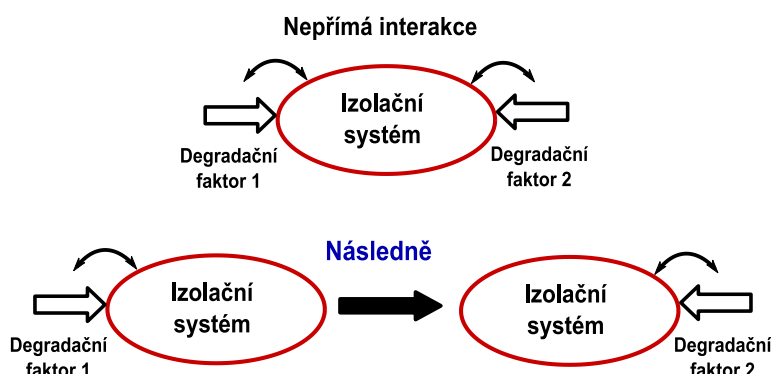 Nepřímá interakce
Izolační
systém
Degradační
faktor 1
Degradační
faktor 2
Následně
Izolační
systém
Izolační
systém
Degradační
faktor 1
Degradační
faktor 2